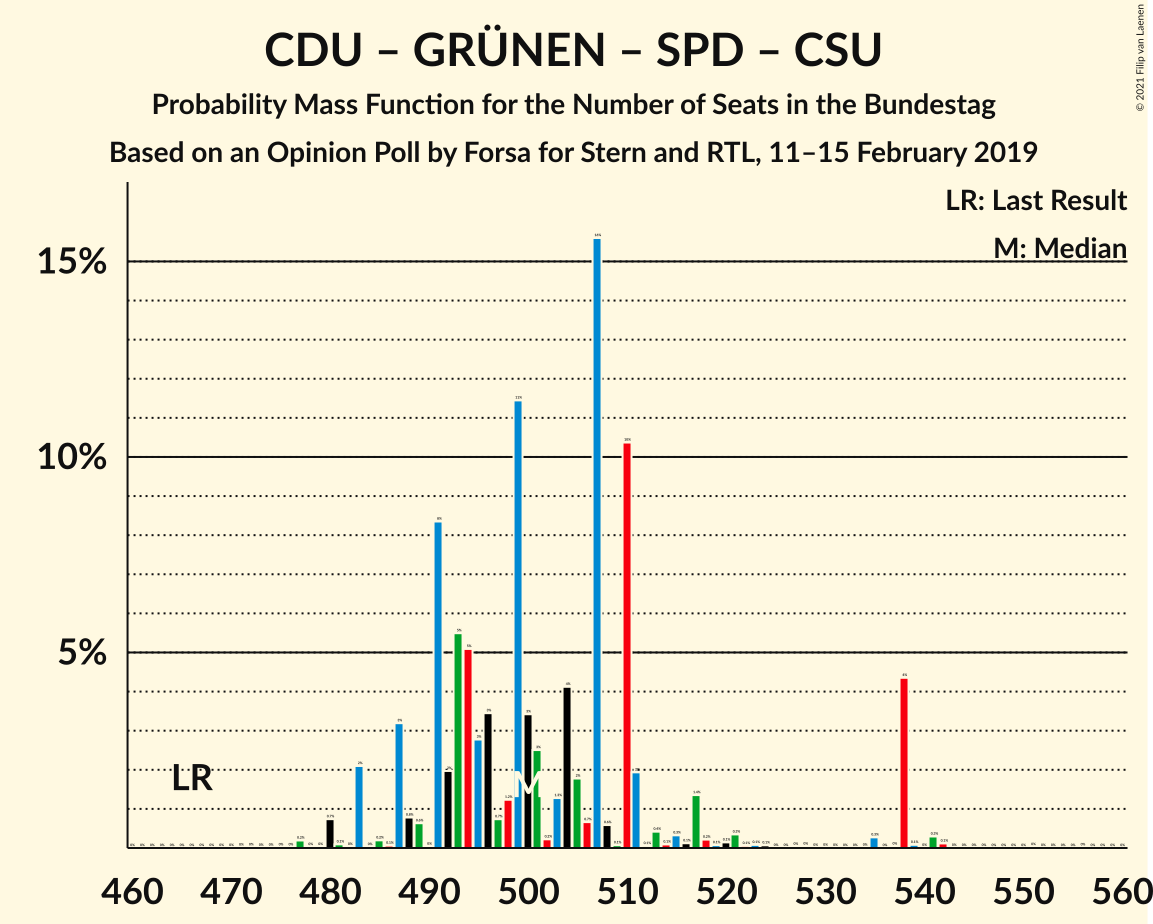 CDU – GRÜNEN – SPD – CSU
Probability Mass Function for the Number of Seats in the Bundestag
Based on an Opinion Poll by Forsa for Stern and RTL, 11–15 February 2019
© 2021 Filip van Laenen
LR: Last Result
M: Median
15%
10%
5%
LR
M
460 470 480 490 500 510 520 530 540 550 560